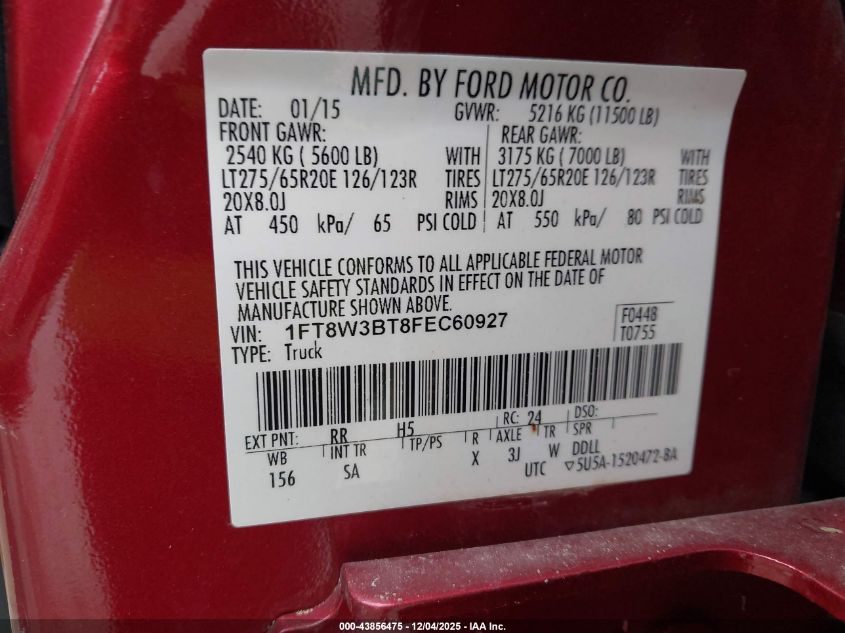 MFD. BY FORD MOTOR CO.
DATE: 01/15 GVWR: 5216 KG (11500 LB)
FRONT GAWR: REAR GAWR:
2540 KG ( 5600 LB) WITH 3175 KG ( 7000 LB) WITH
LT275/65R20E 126/123R TIRES LT275/65R20E 126/123R TIRES
20X8.0J RIMS 20X8.0J RIMS
AT 450 kPa/ 65 PSI COLD AT 550 kPa/ 80 PSI COLD
THIS VEHICLE CONFORMS TO ALL APPLICABLE FEDERAL MOTOR
VEHICLE SAFETY STANDARDS IN EFFECT ON THE DATE OF
MANUFACTURE SHOWN ABOVE.
VIN: 1FT8W3BT8FEC60927 F0448
TYPE: Truck T0755
EXT PNT: RR H5 RC: 24 DSO:
WB INT TR TP/PS R AXLE TR SPR
156 SA X 3J W DDLL
UTC ▽5U5A-1520472-BA
000-43856475 — 12/04/2025 — IAA Inc.